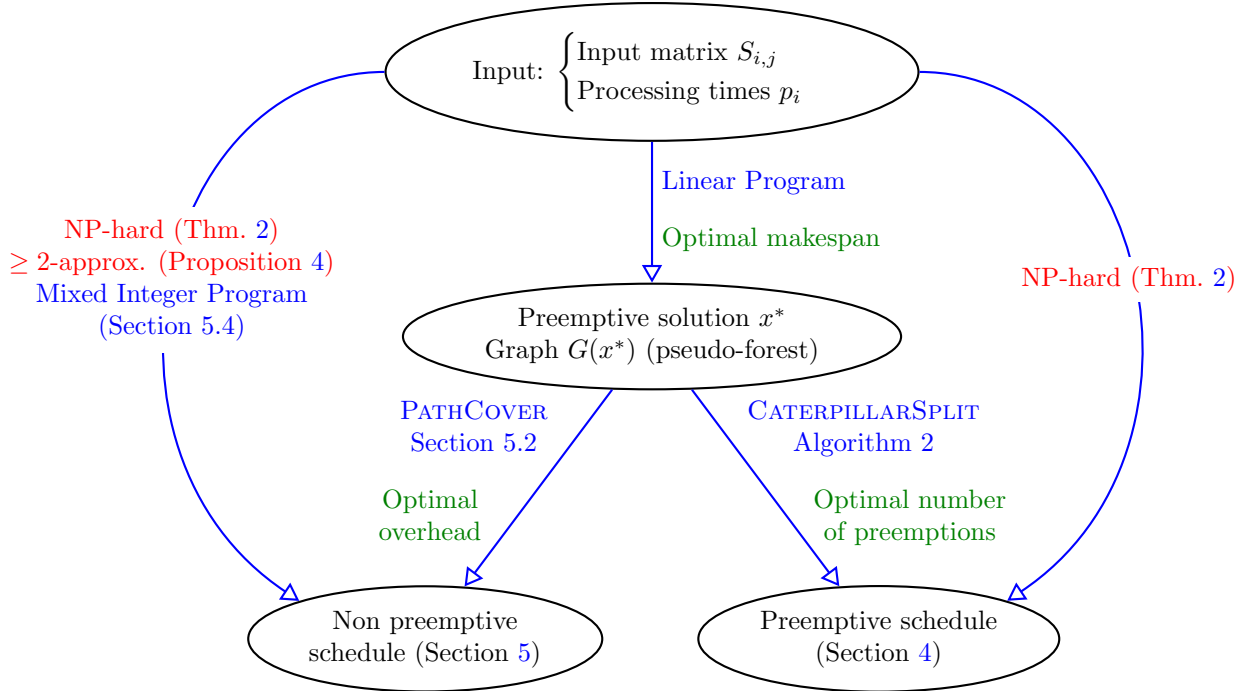 Input: { Input matrix S_{i,j}
Processing times p_i
Linear Program
Optimal makespan
NP-hard (Thm. 2)
≥ 2-approx. (Proposition 4)
Mixed Integer Program
(Section 5.4)
NP-hard (Thm. 2)
Preemptive solution x*
Graph G(x*) (pseudo-forest)
PATHCOVER
Section 5.2
CATERPILLARSPLIT
Algorithm 2
Optimal
overhead
Optimal number
of preemptions
Non preemptive
schedule (Section 5)
Preemptive schedule
(Section 4)